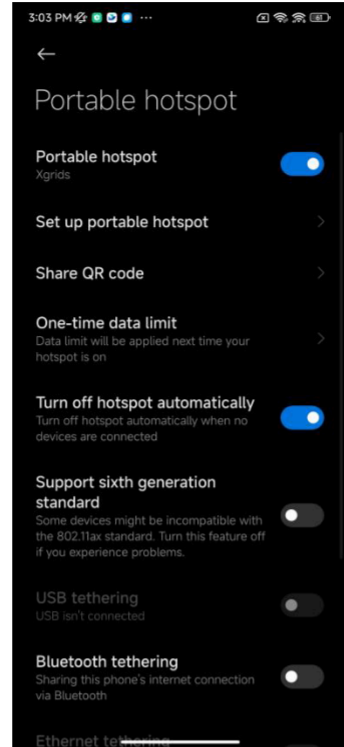 3:03 PM
Portable hotspot
Portable hotspot
Xgrids
Set up portable hotspot
Share QR code
One-time data limit
Data limit will be applied next time your
hotspot is on
Turn off hotspot automatically
Turn off hotspot automatically when no
devices are connected
Support sixth generation
standard
Some devices might be incompatible with
the 802.11ax standard. Turn this feature off
if you experience problems.
USB tethering
USB isn't connected
Bluetooth tethering
Sharing this phone's internet connection
via Bluetooth
Ethernet tethering